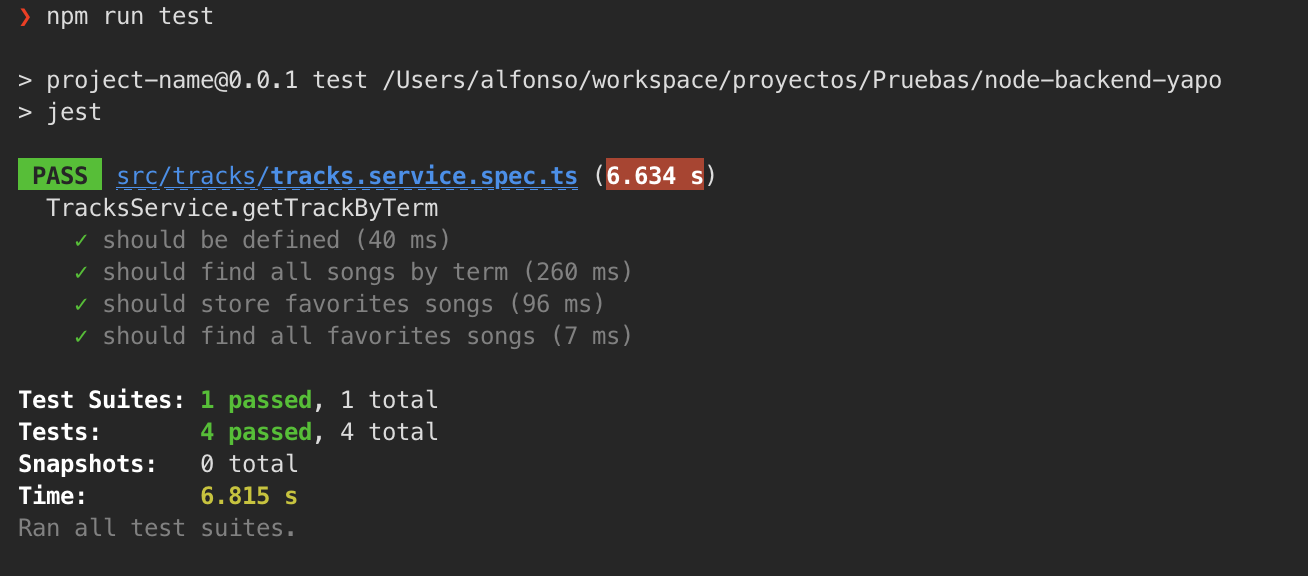 ❯ npm run test
> project-name@0.0.1 test /Users/alfonso/workspace/proyectos/Pruebas/node-backend-yapo
> jest
PASS src/tracks/tracks.service.spec.ts (6.634 s)
TracksService.getTrackByTerm
✓ should be defined (40 ms)
✓ should find all songs by term (260 ms)
✓ should store favorites songs (96 ms)
✓ should find all favorites songs (7 ms)
Test Suites: 1 passed, 1 total
Tests: 4 passed, 4 total
Snapshots: 0 total
Time: 6.815 s
Ran all test suites.